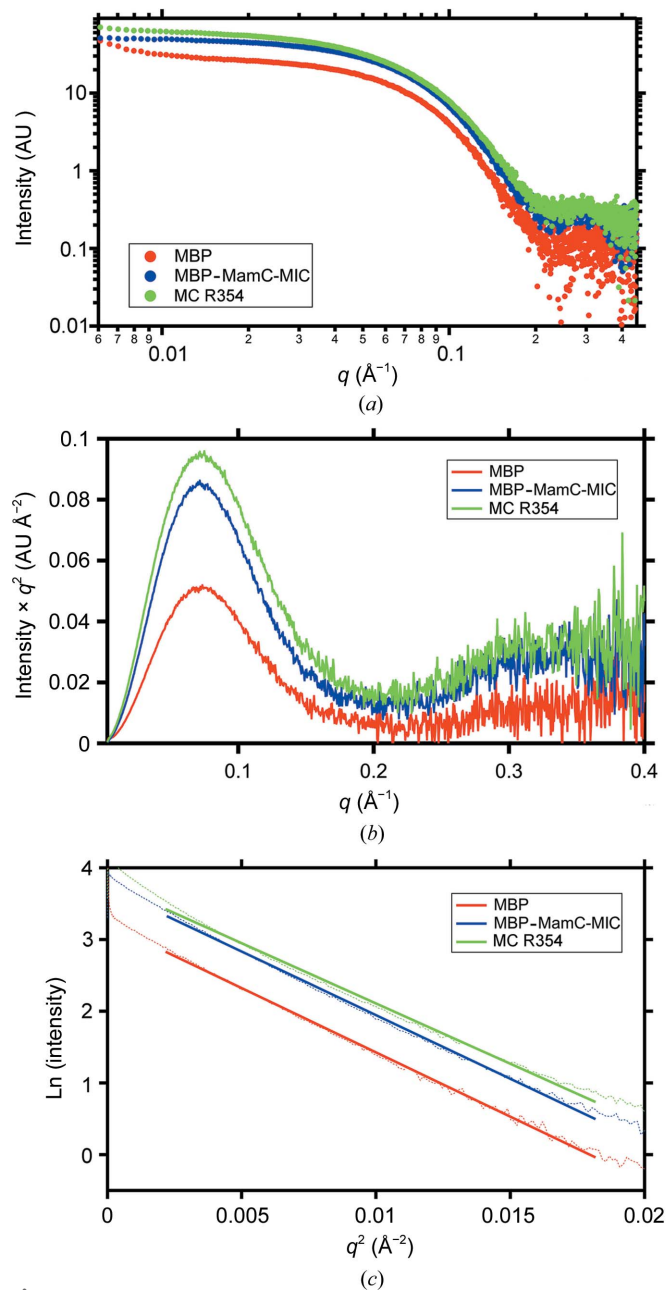 10
1
0.1
0.01
Intensity (AU )
MBP
MBP-MamC-MIC
MC R354
6 7 8 9 2 3 4 5 6 7 8 9 2 3 4
0.01 0.1
q (Å⁻¹)
(a)
0.1
0.08
0.06
0.04
0.02
0
Intensity × q² (AU Å⁻²)
MBP
MBP-MamC-MIC
MC R354
0.1 0.2 0.3 0.4
q (Å⁻¹)
(b)
4
3
2
1
0
Ln (intensity)
MBP
MBP-MamC-MIC
MC R354
0 0.005 0.01 0.015 0.02
q² (Å⁻²)
(c)